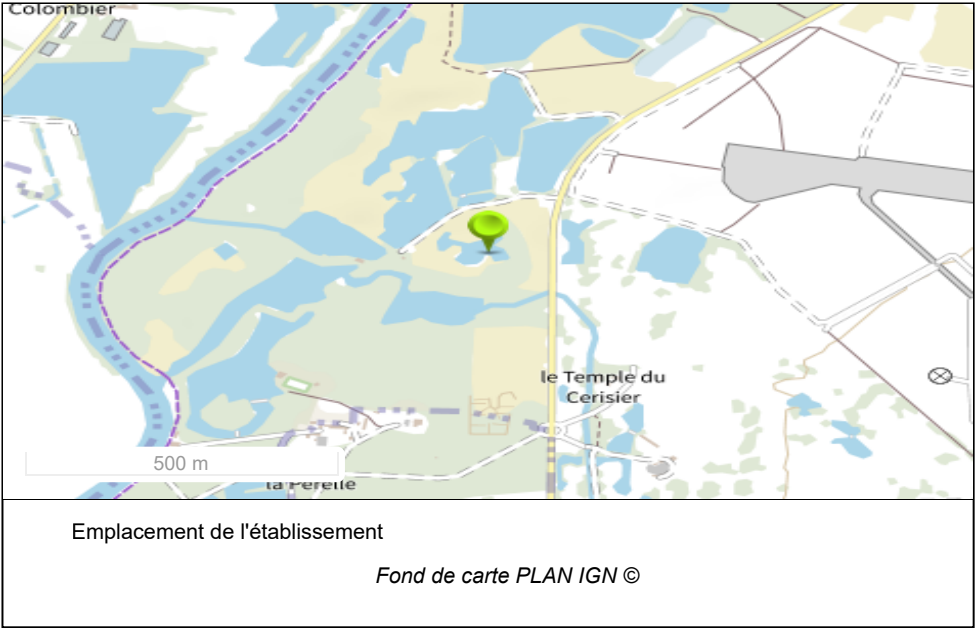 Colombier
le Temple du
Cerisier
500 m
la Perelle
Emplacement de l'établissement
Fond de carte PLAN IGN ©